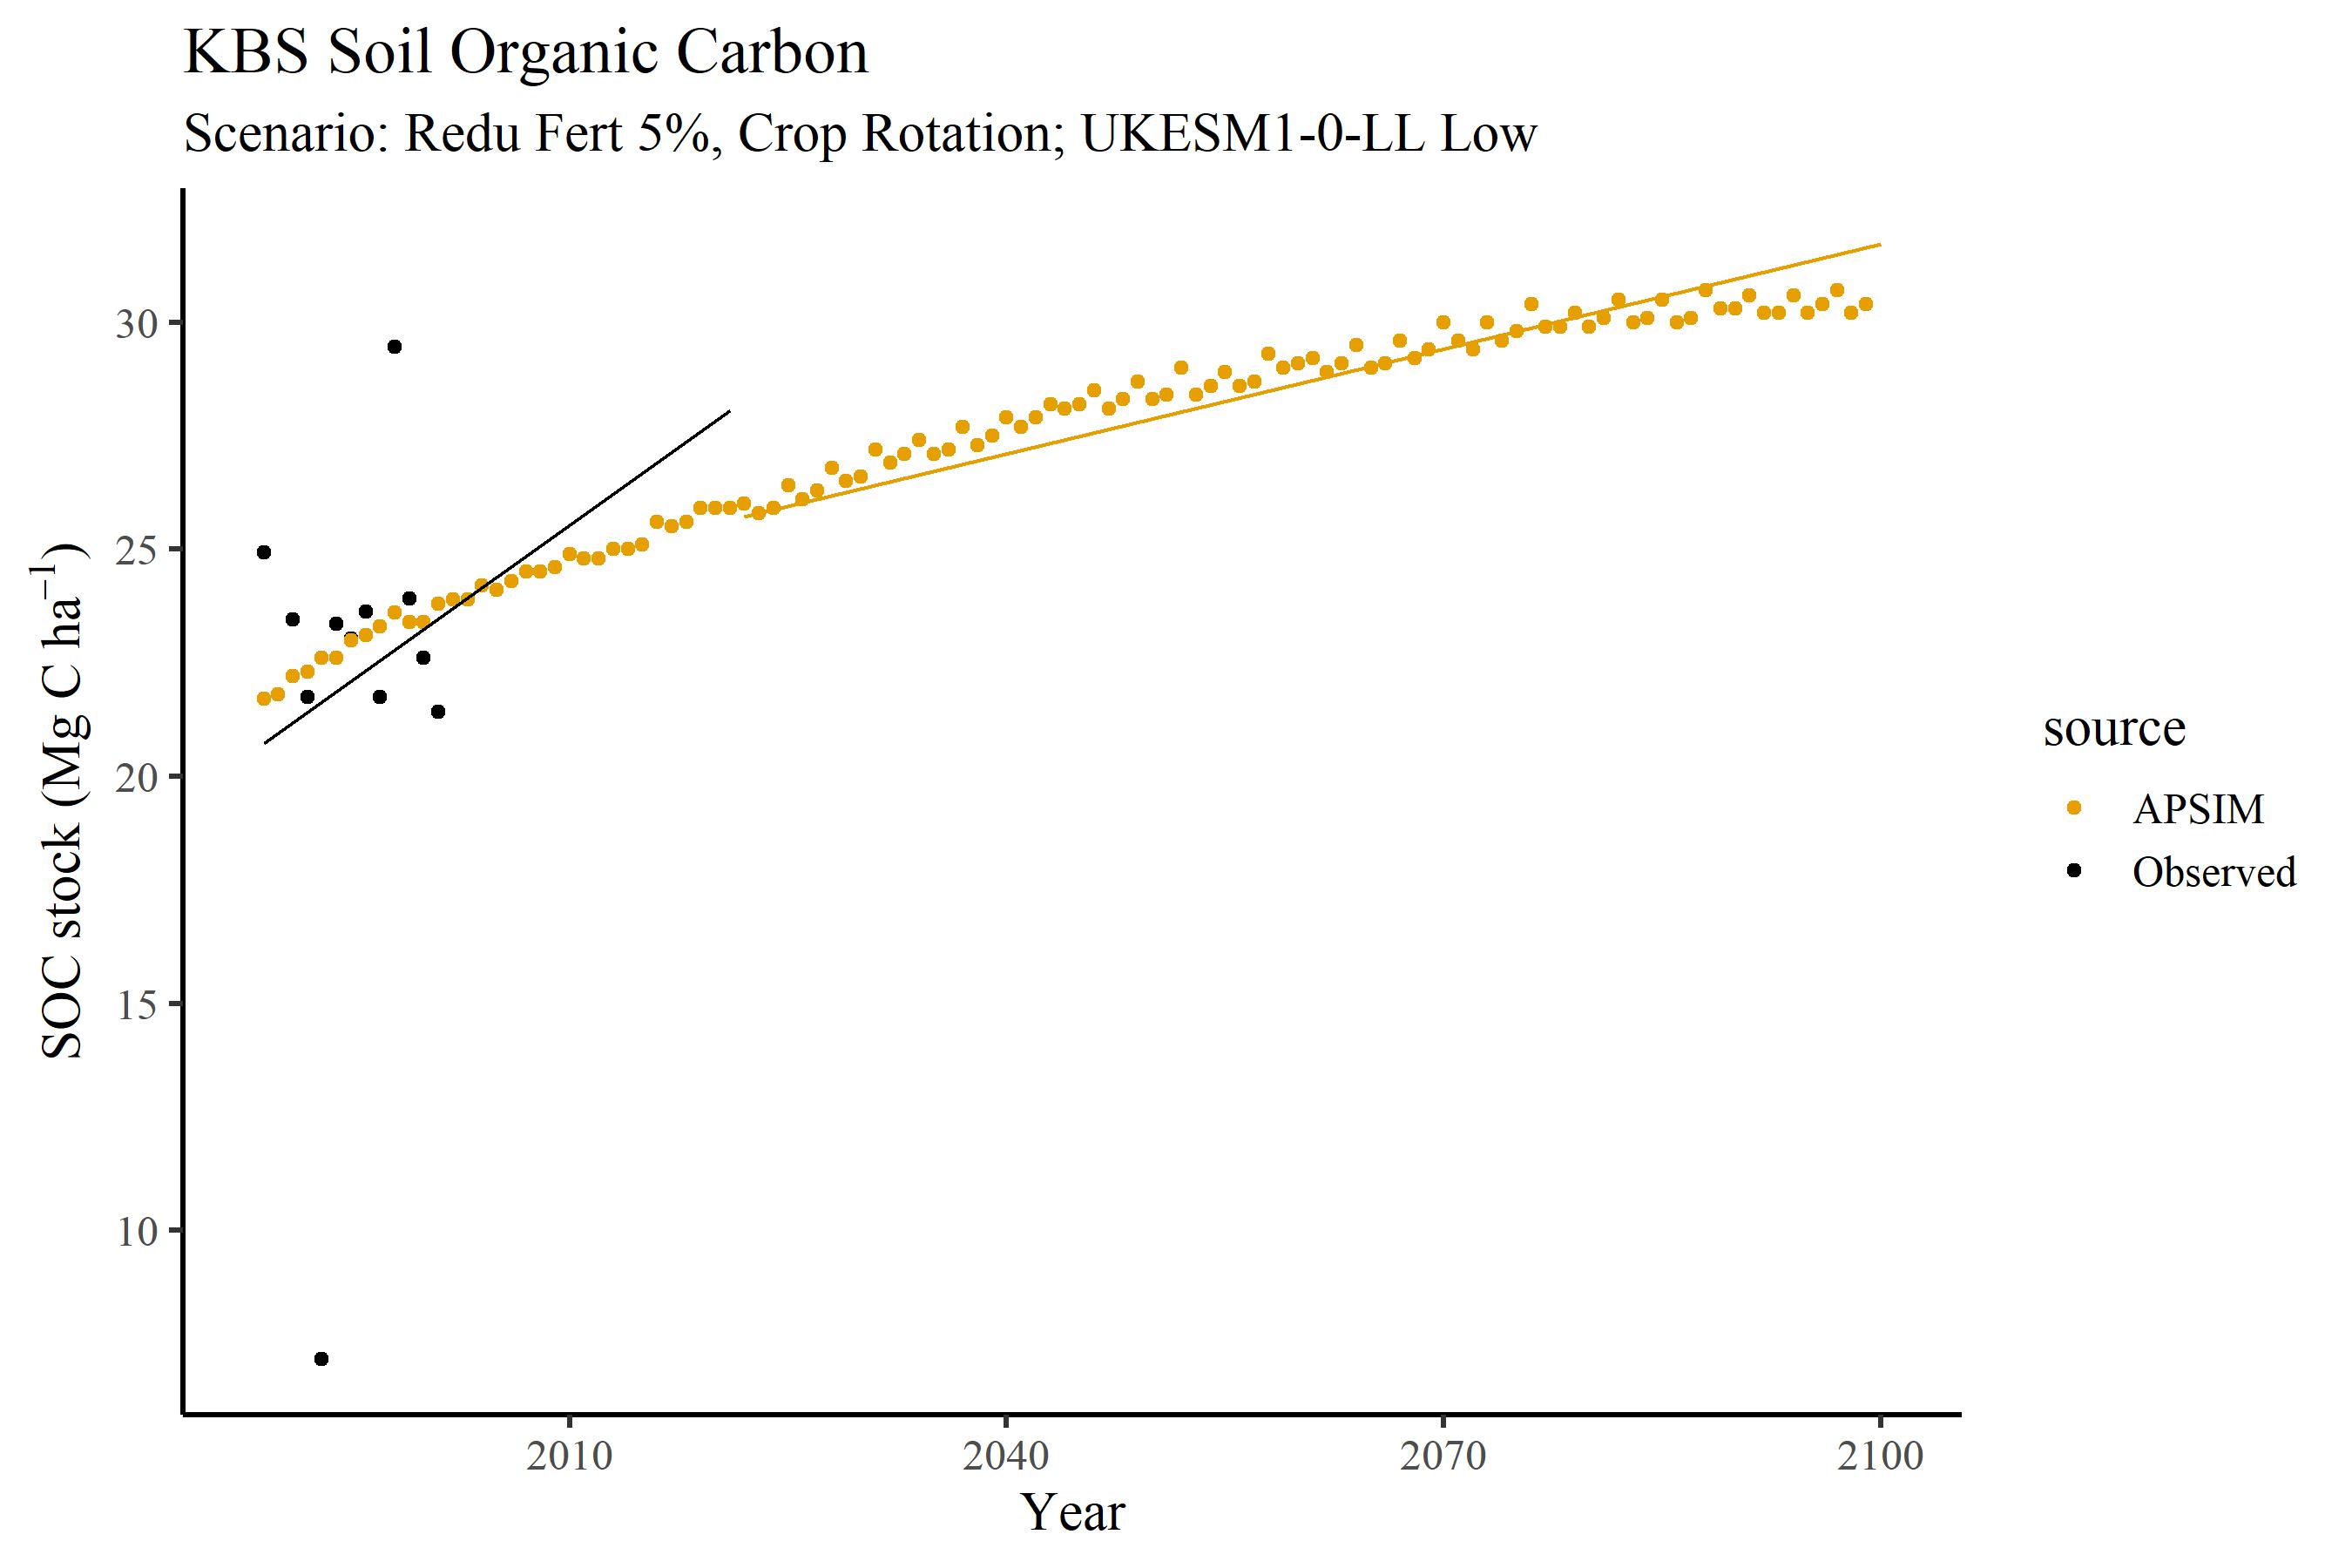 KBS Soil Organic Carbon
Scenario: Redu Fert 5%, Crop Rotation; UKESM1-0-LL Low
SOC stock (Mg C ha⁻¹)
30
25
20
15
10
2010
2040
2070
2100
Year
source
APSIM
Observed